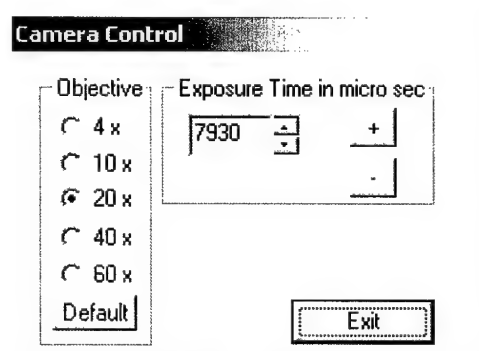 Camera Control
Objective
4 x
10 x
20 x
40 x
60 x
Default
Exposure Time in micro sec
7930
+
-
Exit